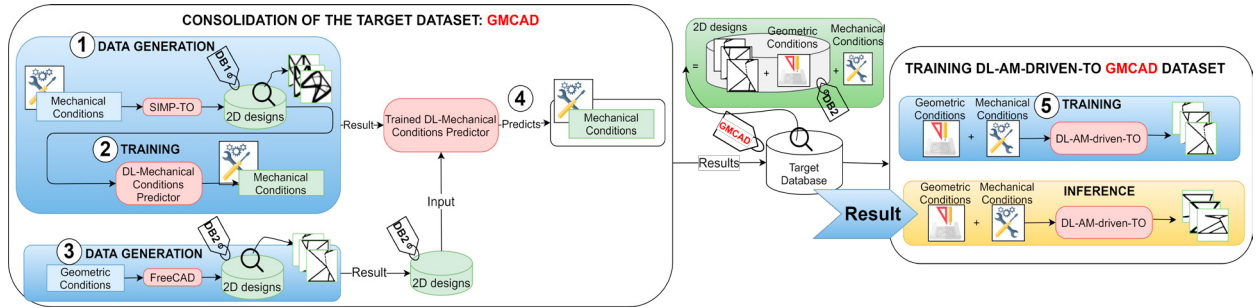 CONSOLIDATION OF THE TARGET DATASET: GMCAD
1 DATA GENERATION
DB1
Mechanical
Conditions
SIMP-TO
2D designs
2 TRAINING
DL-Mechanical
Conditions
Predictor
Mechanical
Conditions
3 DATA GENERATION
DB2
Geometric
Conditions
FreeCAD
2D designs
Result
Result
DB2
2D designs
Input
Trained DL-Mechanical
Conditions Predictor
Predicts
4
Mechanical
Conditions
2D designs
Geometric
Conditions
Mechanical
Conditions
=
+
+
DB2
GMCAD
Results
Target
Database
Result
TRAINING DL-AM-DRIVEN-TO GMCAD DATASET
Geometric
Conditions
Mechanical
Conditions
5 TRAINING
+
DL-AM-driven-TO
Geometric
Conditions
Mechanical
Conditions
INFERENCE
+
DL-AM-driven-TO